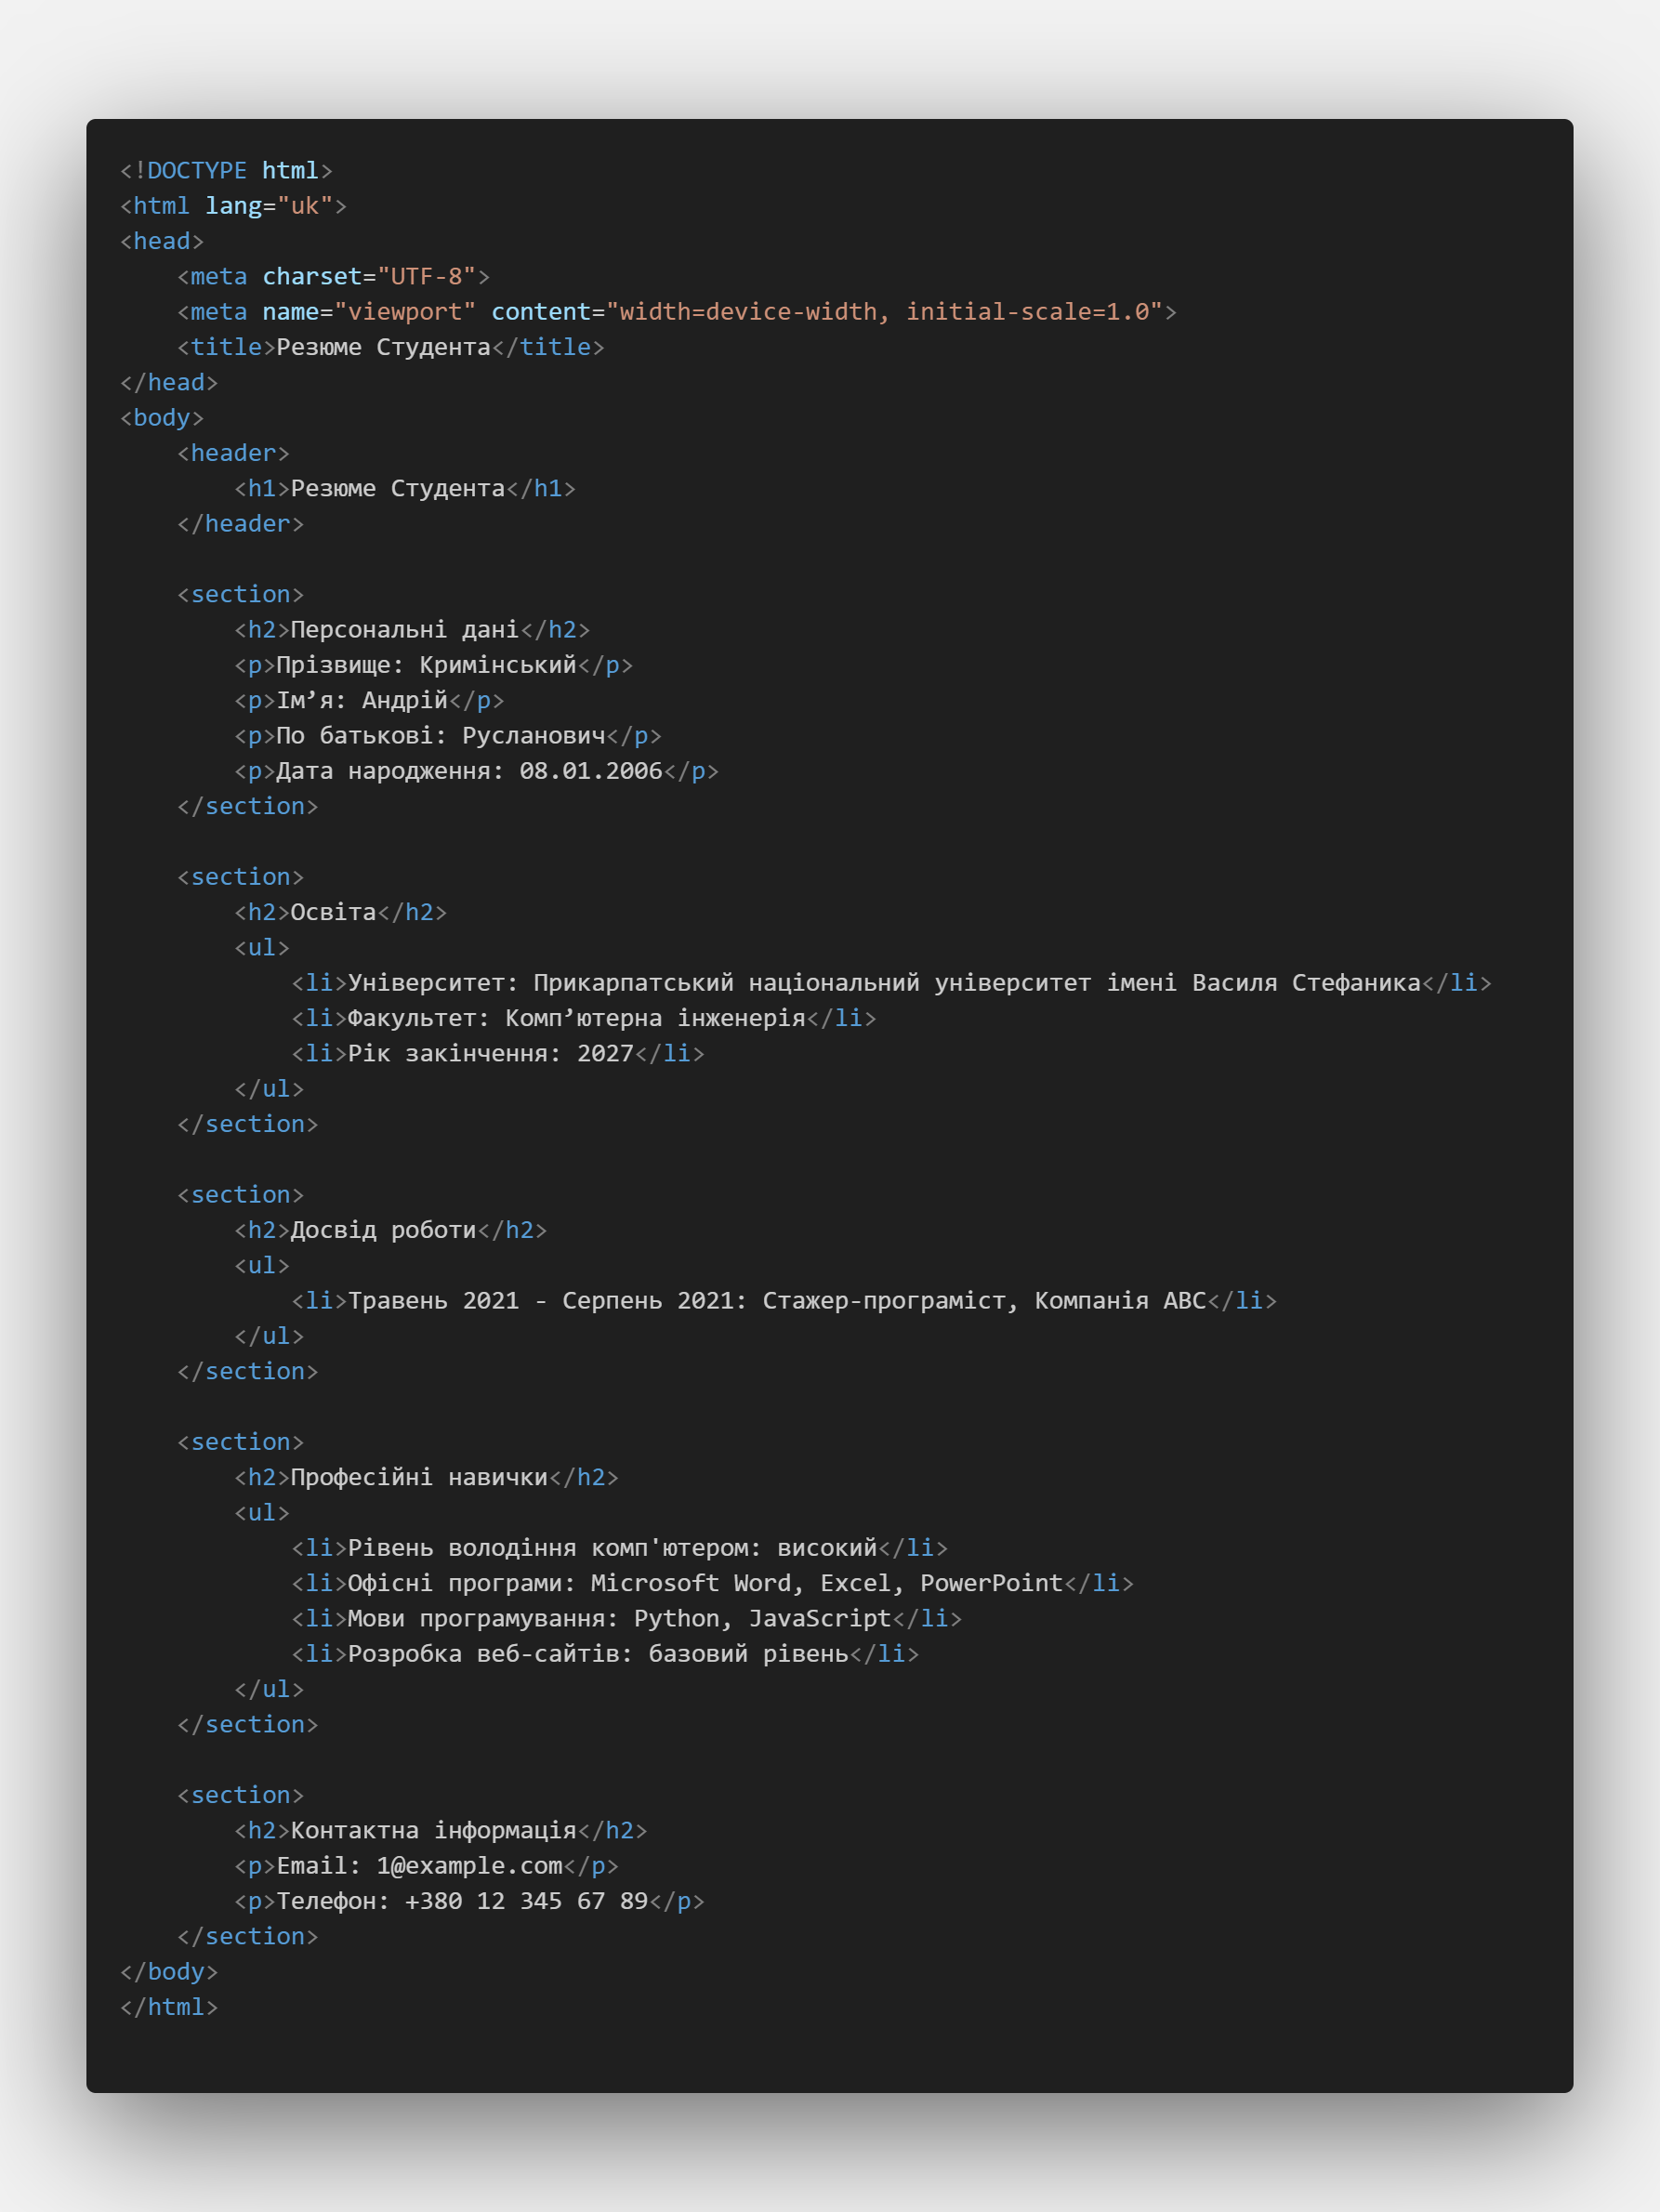 <!DOCTYPE html>
<html lang="uk">
<head>
    <meta charset="UTF-8">
    <meta name="viewport" content="width=device-width, initial-scale=1.0">
    <title>Резюме Студента</title>
</head>
<body>
    <header>
        <h1>Резюме Студента</h1>
    </header>

    <section>
        <h2>Персональні дані</h2>
        <p>Прізвище: Кримінський</p>
        <p>Ім’я: Андрій</p>
        <p>По батькові: Русланович</p>
        <p>Дата народження: 08.01.2006</p>
    </section>

    <section>
        <h2>Освіта</h2>
        <ul>
            <li>Університет: Прикарпатський національний університет імені Василя Стефаника</li>
            <li>Факультет: Комп’ютерна інженерія</li>
            <li>Рік закінчення: 2027</li>
        </ul>
    </section>

    <section>
        <h2>Досвід роботи</h2>
        <ul>
            <li>Травень 2021 - Серпень 2021: Стажер-програміст, Компанія ABC</li>
        </ul>
    </section>

    <section>
        <h2>Професійні навички</h2>
        <ul>
            <li>Рівень володіння комп'ютером: високий</li>
            <li>Офісні програми: Microsoft Word, Excel, PowerPoint</li>
            <li>Мови програмування: Python, JavaScript</li>
            <li>Розробка веб-сайтів: базовий рівень</li>
        </ul>
    </section>

    <section>
        <h2>Контактна інформація</h2>
        <p>Email: 1@example.com</p>
        <p>Телефон: +380 12 345 67 89</p>
    </section>
</body>
</html>